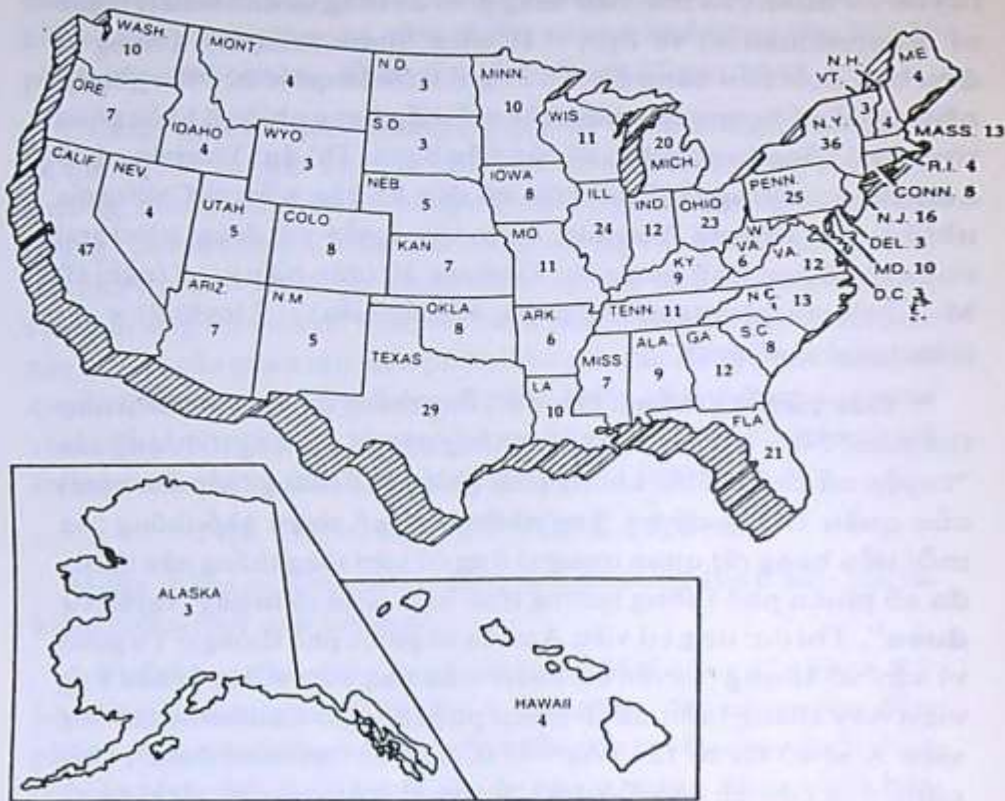 WASH.
10
MONT.
4
N.D.
3
MINN.
10
ORE.
7
IDAHO
4
WYO.
3
S.D.
3
WIS.
11
MICH.
20
N.H.
VT.
3
4
ME.
4
N.Y.
36
MASS. 13
R.I. 4
CONN. 8
CALIF.
47
NEV.
4
UTAH
5
COLO
8
NEB.
5
IOWA
8
ILL.
24
IND.
12
OHIO
23
PENN.
25
N.J. 16
DEL. 3
MD. 10
D.C. 3
KAN.
7
MO.
11
KY.
9
W.
VA.
6
VA.
12
ARIZ.
7
N.M.
5
OKLA.
8
ARK.
6
TENN. 11
N.C.
13
S.C.
8
TEXAS
29
LA.
10
MISS
7
ALA.
9
GA.
12
FLA.
21
ALASKA
3
HAWAII
4